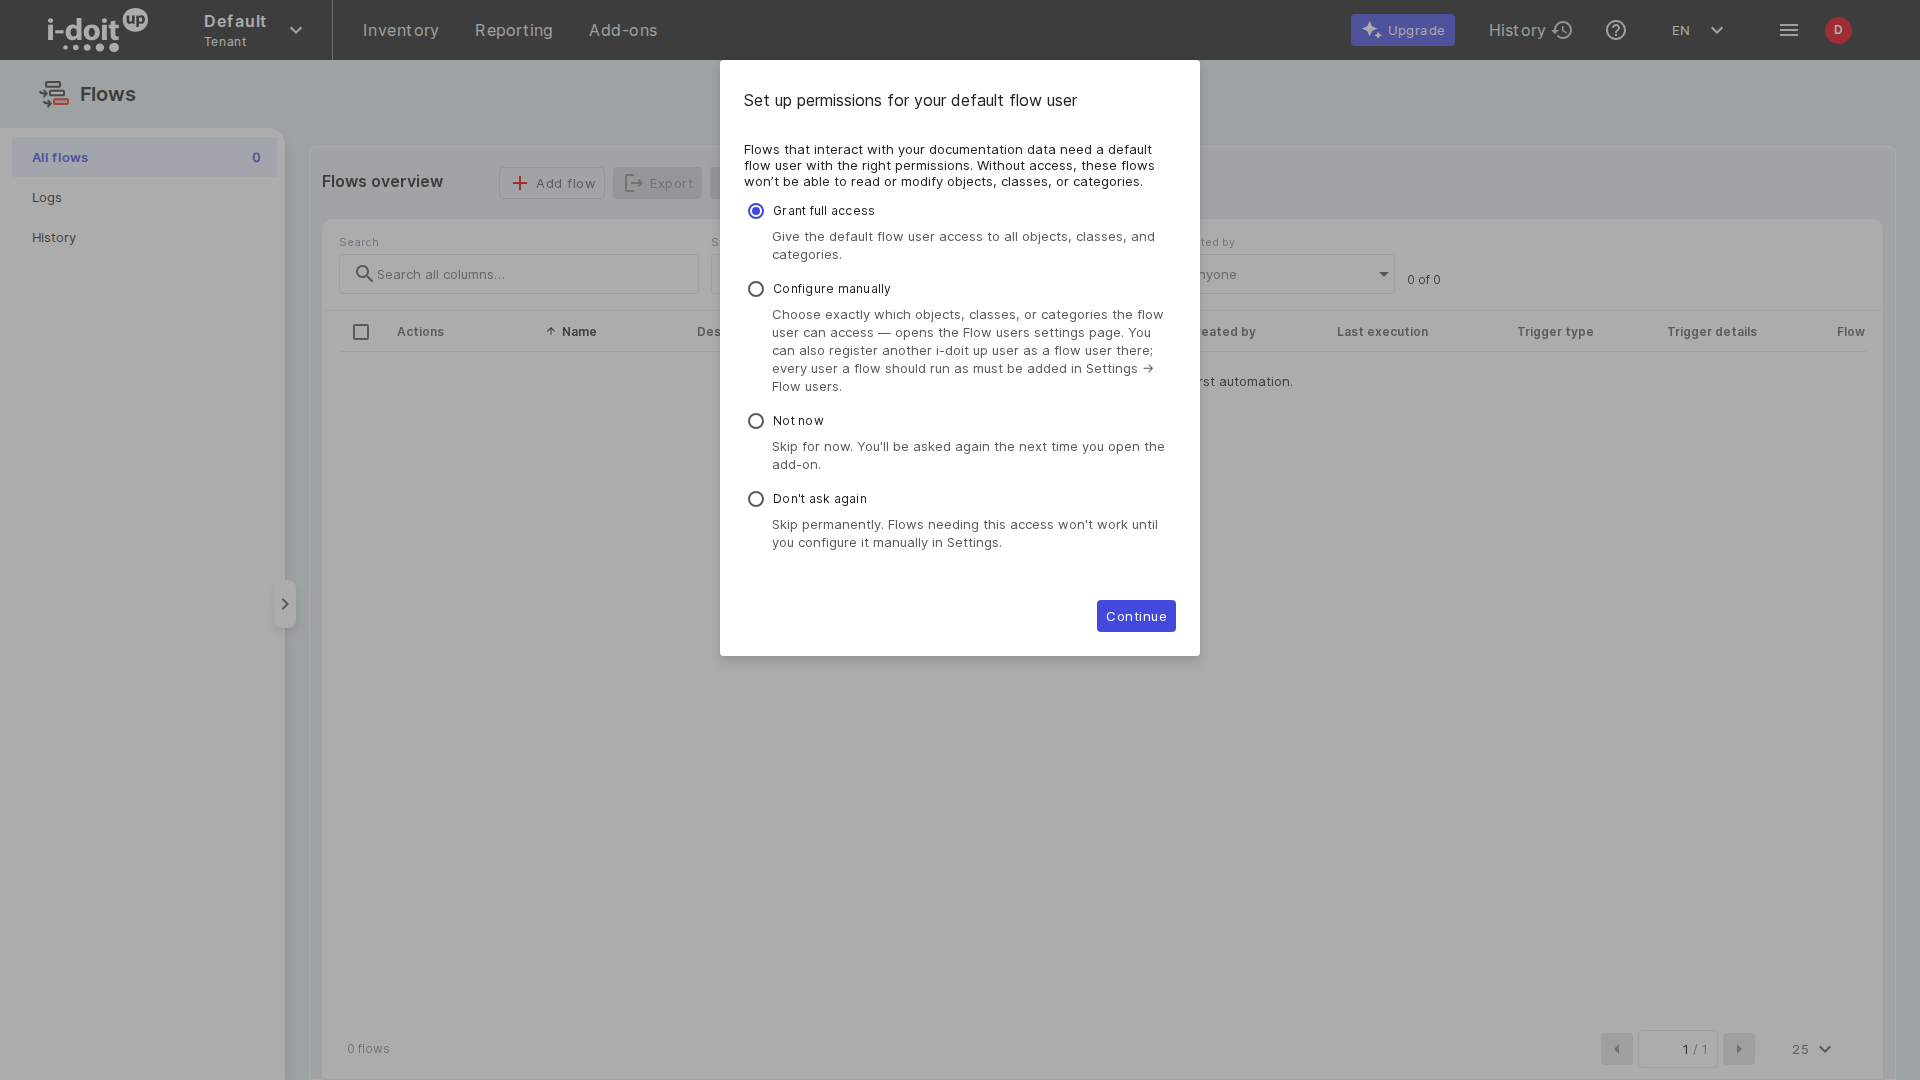 i-doit up
Default
Tenant
Inventory
Reporting
Add-ons
Upgrade
History
EN
D
Flows
All flows
0
Logs
History
Flows overview
Add flow
Export
Search
Search all columns...
0 of 0
Actions
Name
Last execution
Trigger type
Trigger details
Flow
rst automation.
Set up permissions for your default flow user
Flows that interact with your documentation data need a default
flow user with the right permissions. Without access, these flows
won’t be able to read or modify objects, classes, or categories.
Grant full access
Give the default flow user access to all objects, classes, and
categories.
Configure manually
Choose exactly which objects, classes, or categories the flow
user can access — opens the Flow users settings page. You
can also register another i-doit up user as a flow user there;
every user a flow should run as must be added in Settings →
Flow users.
Not now
Skip for now. You'll be asked again the next time you open the
add-on.
Don't ask again
Skip permanently. Flows needing this access won't work until
you configure it manually in Settings.
Continue
0 flows
1 / 1
25